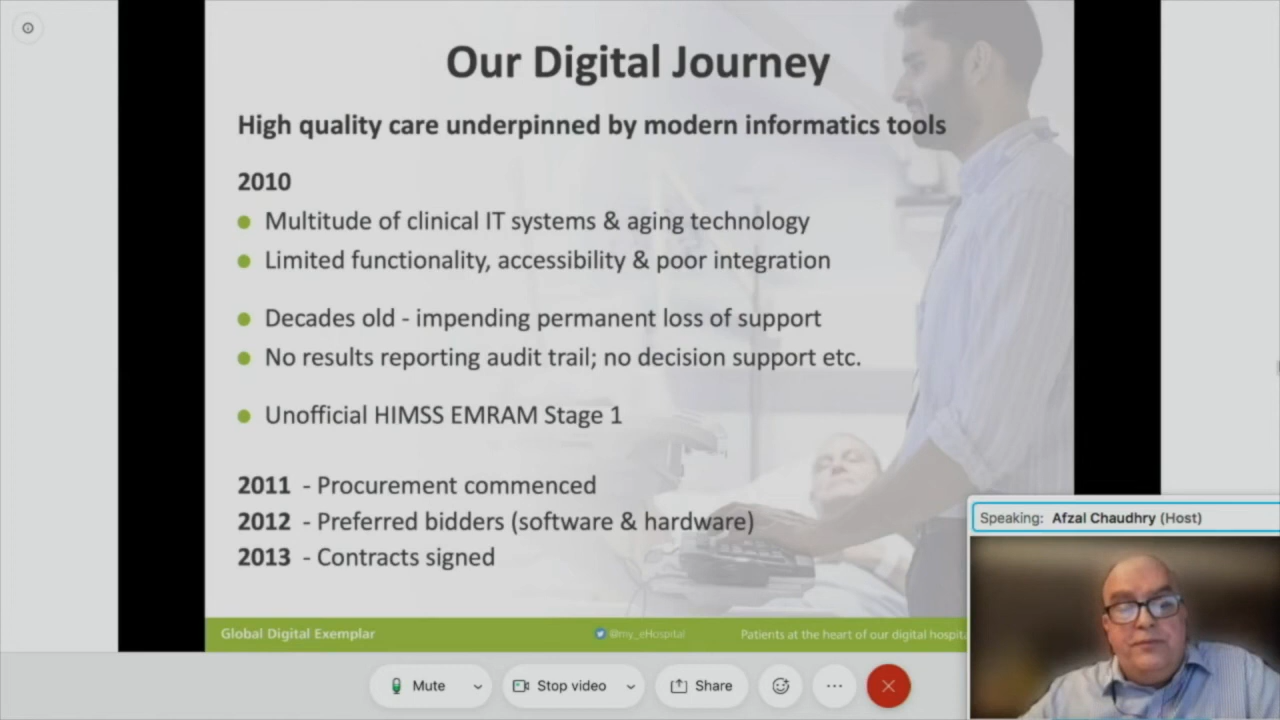 Our Digital Journey
High quality care underpinned by modern informatics tools
2010
Multitude of clinical IT systems & aging technology
Limited functionality, accessibility & poor integration
Decades old - impending permanent loss of support
No results reporting audit trail; no decision support etc.
Unofficial HIMSS EMRAM Stage 1
2011 - Procurement commenced
2012 - Preferred bidders (software & hardware)
2013 - Contracts signed
Speaking: Afzal Chaudhry (Host)
Global Digital Exemplar @my_eHospital Patients at the heart of our digital hospita
Mute Stop video Share